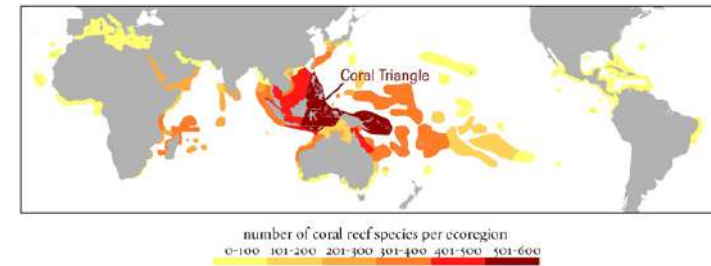 Coral Triangle
number of coral reef species per ecoregion
0-100 101-200 201-300 301-400 401-500 501-600